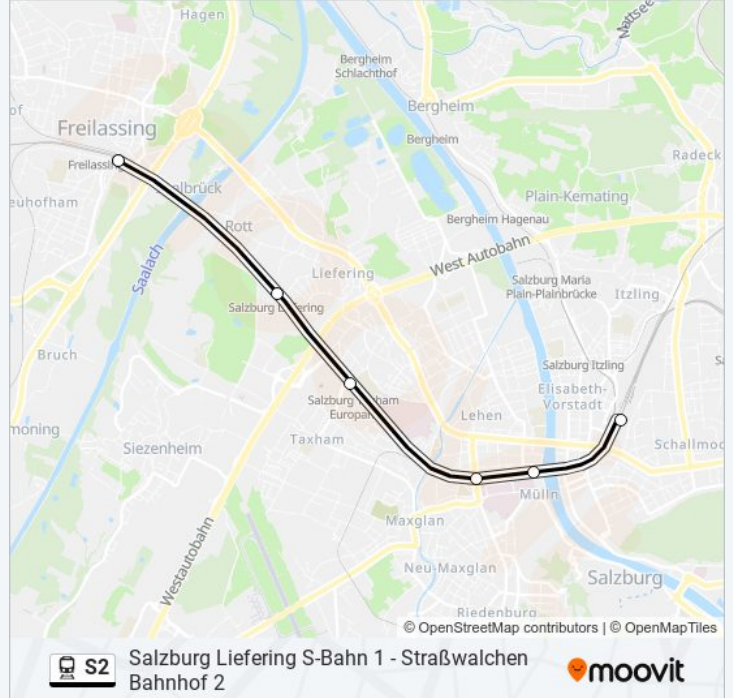 Hagen
Mattsee
Bergheim
Schlachthof
Bergheim
Freilassing
Bergheim
Radeck
Freilassing
Plain-Kemating
euhofham
Bergheim Hagenau
Rott
West Autobahn
Saalach
Liefering
Salzburg Maria
Plain-Plainbrücke
Itzling
Bruch
Salzburg Itzling
Elisabeth-
Vorstadt
Salzburg
Lehen
Taxham
Siezenheim
Schallmoo
moning
Mülln
Maxglan
Westautobahn
Neu-Maxglan
Salzburg
Riedenburg
© OpenStreetMap contributors | © OpenMapTiles
S2
Salzburg Liefering S-Bahn 1 - Straßwalchen
Bahnhof 2
moovit